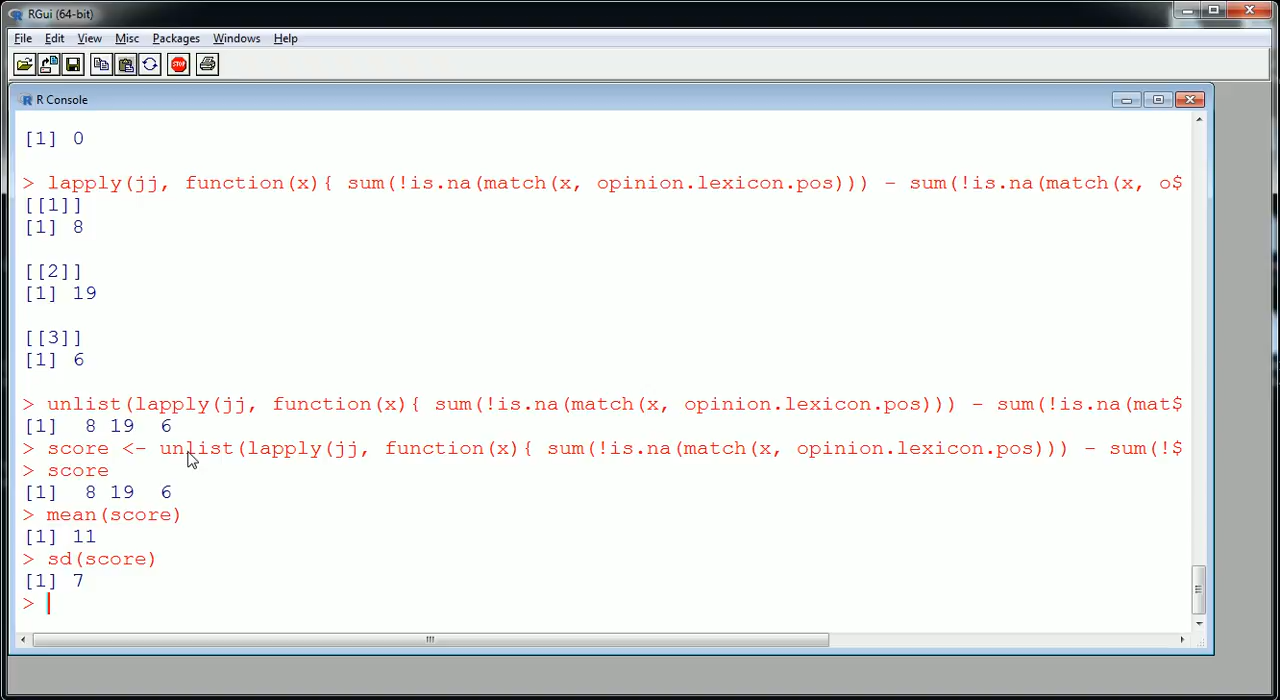 RGui (64-bit)
File Edit View Misc Packages Windows Help
STOP
R Console
[1] 0
> lapply(jj, function(x){ sum(!is.na(match(x, opinion.lexicon.pos))) - sum(!is.na(match(x, o$
[[1]]
[1] 8
[[2]]
[1] 19
[[3]]
[1] 6
> unlist(lapply(jj, function(x){ sum(!is.na(match(x, opinion.lexicon.pos))) - sum(!is.na(mat$
[1]  8 19  6
> score <- unlist(lapply(jj, function(x){ sum(!is.na(match(x, opinion.lexicon.pos))) - sum(!$
> score
[1]  8 19  6
> mean(score)
[1] 11
> sd(score)
[1] 7
>